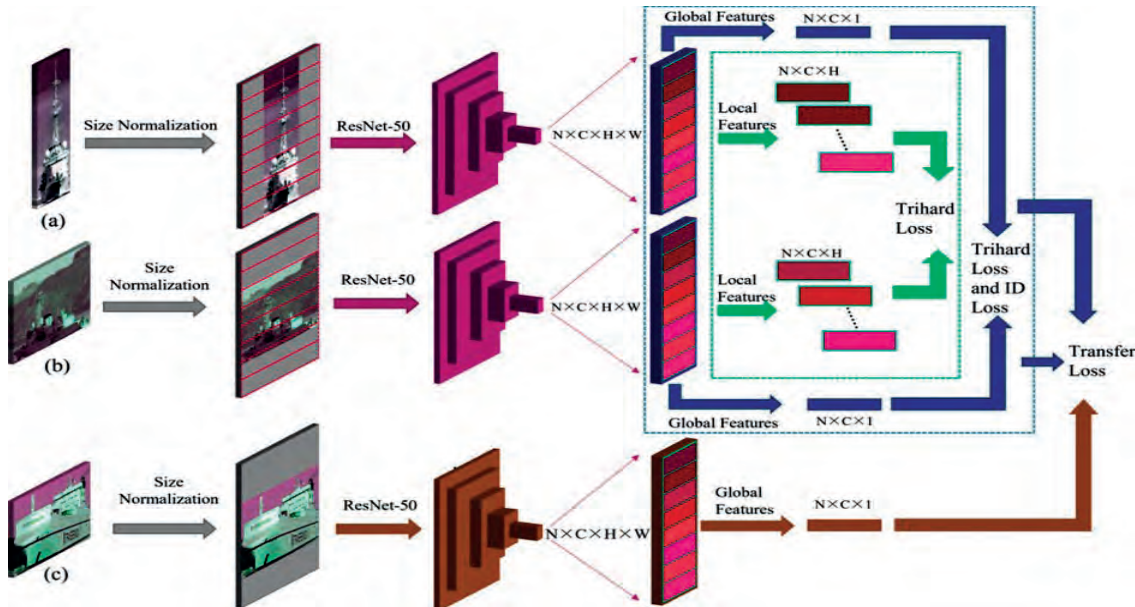 Global Features
N×C×1
N×C×H
Size Normalization
ResNet-50
N×C×H×W
Local
Features
(a)
Trihard
Loss
Size
Normalization
ResNet-50
N×C×H×W
Local
Features
N×C×H
Trihard
Loss
and ID
Loss
(b)
Transfer
Loss
Global Features
N×C×1
Size
Normalization
ResNet-50
N×C×H×W
Global
Features
N×C×1
(c)